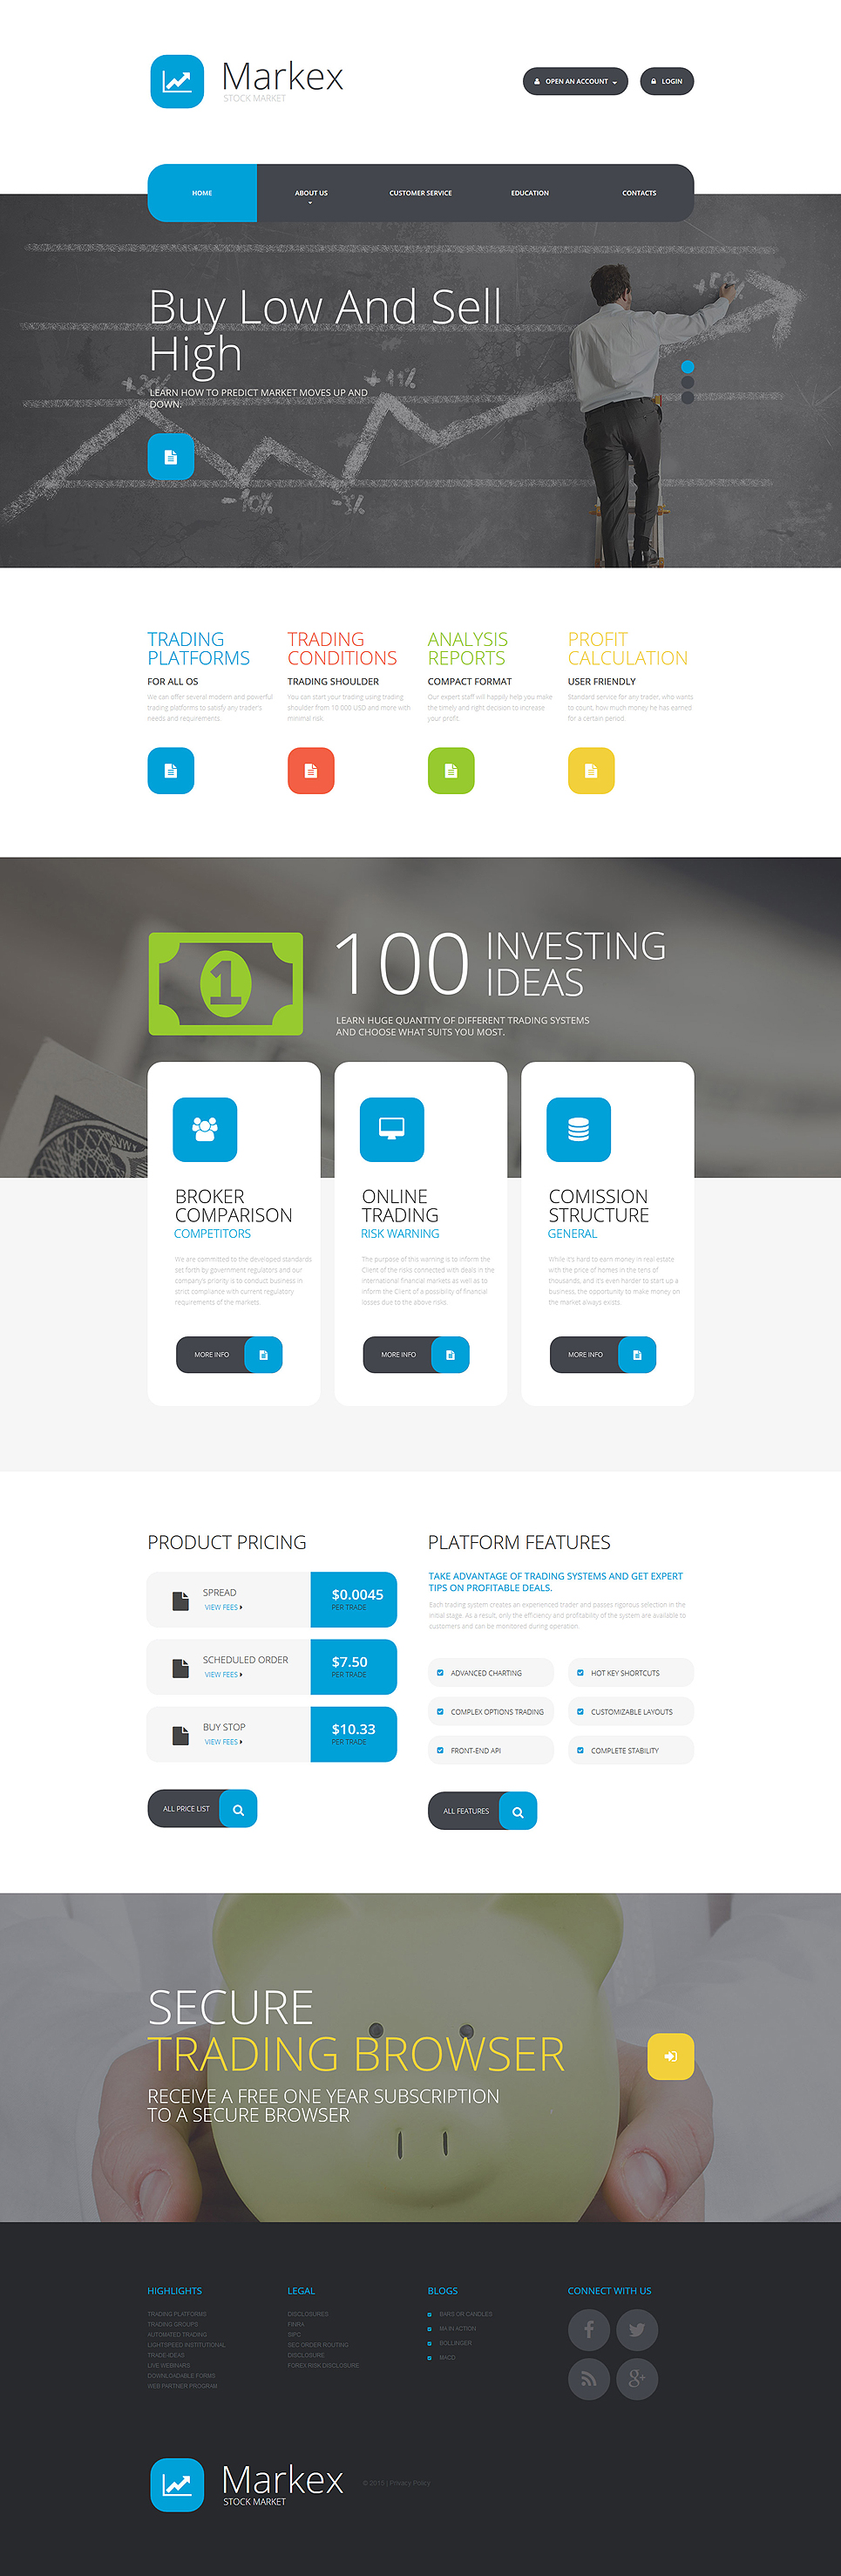 Markex
STOCK MARKET
OPEN AN ACCOUNT
LOGIN
HOME
ABOUT US
CUSTOMER SERVICE
EDUCATION
CONTACTS
Buy Low And Sell
High
LEARN HOW TO PREDICT MARKET MOVES UP AND
DOWN.
+11%
-10%
TRADING
PLATFORMS
FOR ALL OS
We can offer several modern and powerful
trading platforms to satisfy any trader's
needs and requirements.
TRADING
CONDITIONS
TRADING SHOULDER
You can start your trading using trading
shoulder from 10 000 USD and more with
minimal risk.
ANALYSIS
REPORTS
COMPACT FORMAT
Our expert staff will happily help you make
the timely and right decision to increase
your profit.
PROFIT
CALCULATION
USER FRIENDLY
Standard service for any trader, who wants
to count, how much money he has earned
for a certain period.
1
100
INVESTING
IDEAS
LEARN HUGE QUANTITY OF DIFFERENT TRADING SYSTEMS
AND CHOOSE WHAT SUITS YOU MOST.
BROKER
COMPARISON
COMPETITORS
We are committed to the developed standards
set forth by government regulators and our
company's priority is to conduct business in
strict compliance with current regulatory
requirements of the markets.
MORE INFO
ONLINE
TRADING
RISK WARNING
The purpose of this warning is to inform the
Client of the risks connected with deals in the
international financial markets as well as to
inform the Client of a possibility of financial
losses due to the above risks.
MORE INFO
COMISSION
STRUCTURE
GENERAL
While it's hard to earn money in real estate
with the price of homes in the tens of
thousands, and it's even harder to start up a
business, the opportunity to make money on
the market always exists.
MORE INFO
PRODUCT PRICING
SPREAD
VIEW FEES
$0.0045
PER TRADE
SCHEDULED ORDER
VIEW FEES
$7.50
PER TRADE
BUY STOP
VIEW FEES
$10.33
PER TRADE
ALL PRICE LIST
PLATFORM FEATURES
TAKE ADVANTAGE OF TRADING SYSTEMS AND GET EXPERT
TIPS ON PROFITABLE DEALS.
Each trading system creates an experienced trader and passes rigorous selection in the
initial stage. As a result, only the efficiency and profitability of the system are available to
customers and can be monitored during operation.
ADVANCED CHARTING
HOT KEY SHORTCUTS
COMPLEX OPTIONS TRADING
CUSTOMIZABLE LAYOUTS
FRONT-END API
COMPLETE STABILITY
ALL FEATURES
SECURE
TRADING BROWSER
RECEIVE A FREE ONE YEAR SUBSCRIPTION
TO A SECURE BROWSER
HIGHLIGHTS
TRADING PLATFORMS
TRADING GROUPS
AUTOMATED TRADING
LIGHTSPEED INSTITUTIONAL
TRADE-IDEAS
LIVE WEBINARS
DOWNLOADABLE FORMS
WEB PARTNER PROGRAM
LEGAL
DISCLOSURES
FINRA
SIPC
SEC ORDER ROUTING
DISCLOSURE
FOREX RISK DISCLOSURE
BLOGS
BARS OR CANDLES
MA IN ACTION
BOLLINGER
MACD
CONNECT WITH US
Markex
STOCK MARKET
© 2015 | Privacy Policy